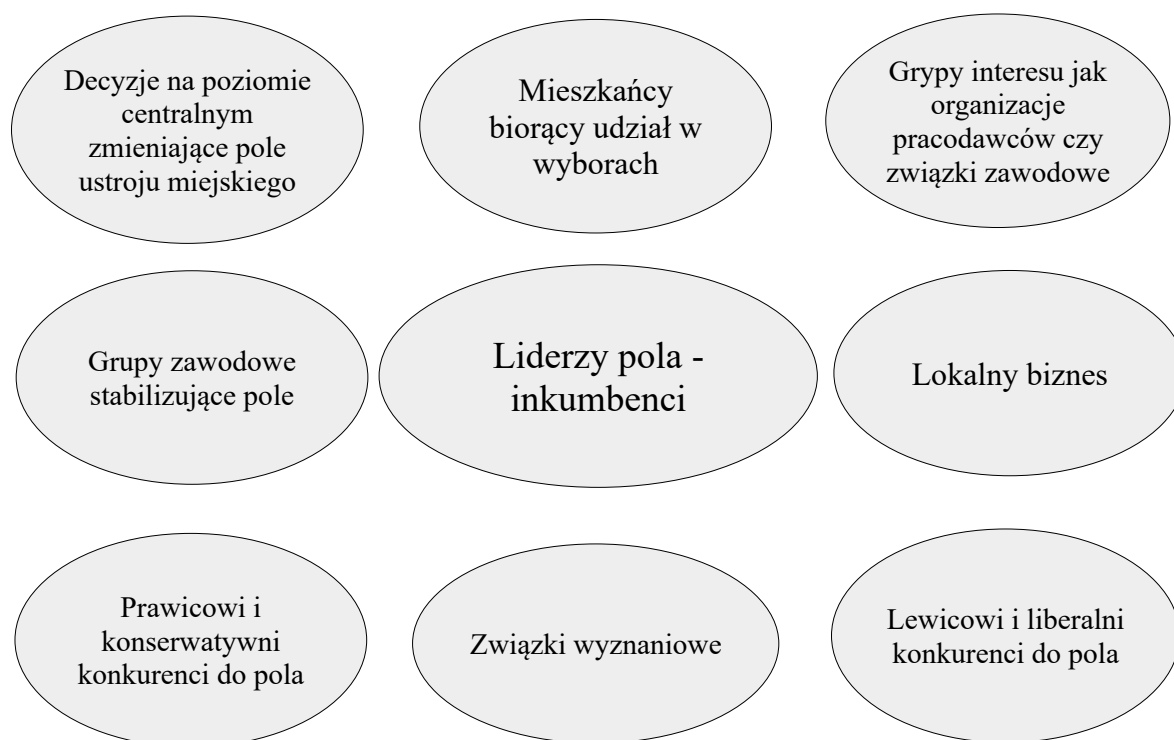 Decyzje na poziomie
centralnym
zmieniające pole
ustroju miejskiego
Mieszkańcy
biorący udział w
wyborach
Grypy interesu jak
organizacje
pracodawców czy
związki zawodowe
Grupy zawodowe
stabilizujące pole
Liderzy pola -
inkumbenci
Lokalny biznes
Prawicowi i
konserwatywni
konkurenci do pola
Związki wyznaniowe
Lewicowi i liberalni
konkurenci do pola